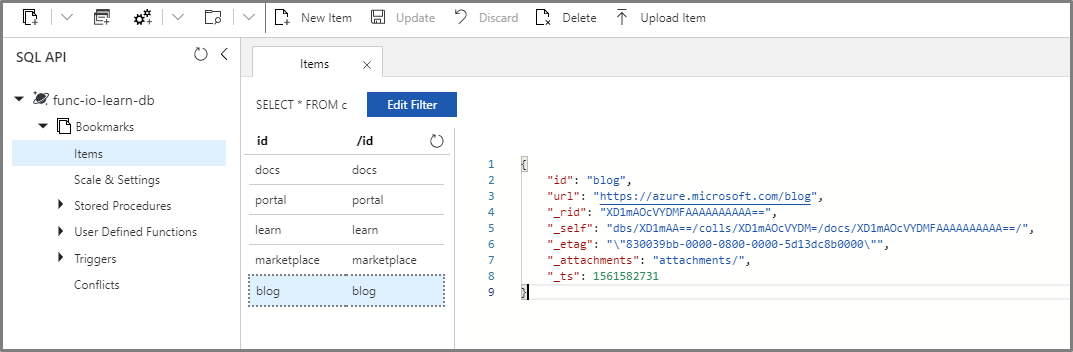 New Item Update Discard Delete Upload Item
SQL API
Items
func-io-learn-db
Bookmarks
Items
Scale & Settings
Stored Procedures
User Defined Functions
Triggers
Conflicts
SELECT * FROM c Edit Filter
id /id
docs docs
portal portal
learn learn
marketplace marketplace
blog blog
1 {
2 "id": "blog",
3 "url": "https://azure.microsoft.com/blog",
4 "_rid": "XD1mAOcVYDMFAAAAAAAAAA==",
5 "_self": "dbs/XD1mAA==/colls/XD1mAOcVYDM=/docs/XD1mAOcVYDMFAAAAAAAAAA==/",
6 "_etag": "\"830039bb-0000-0800-0000-5d13dc8b0000\"",
7 "_attachments": "attachments/",
8 "_ts": 1561582731
9 }